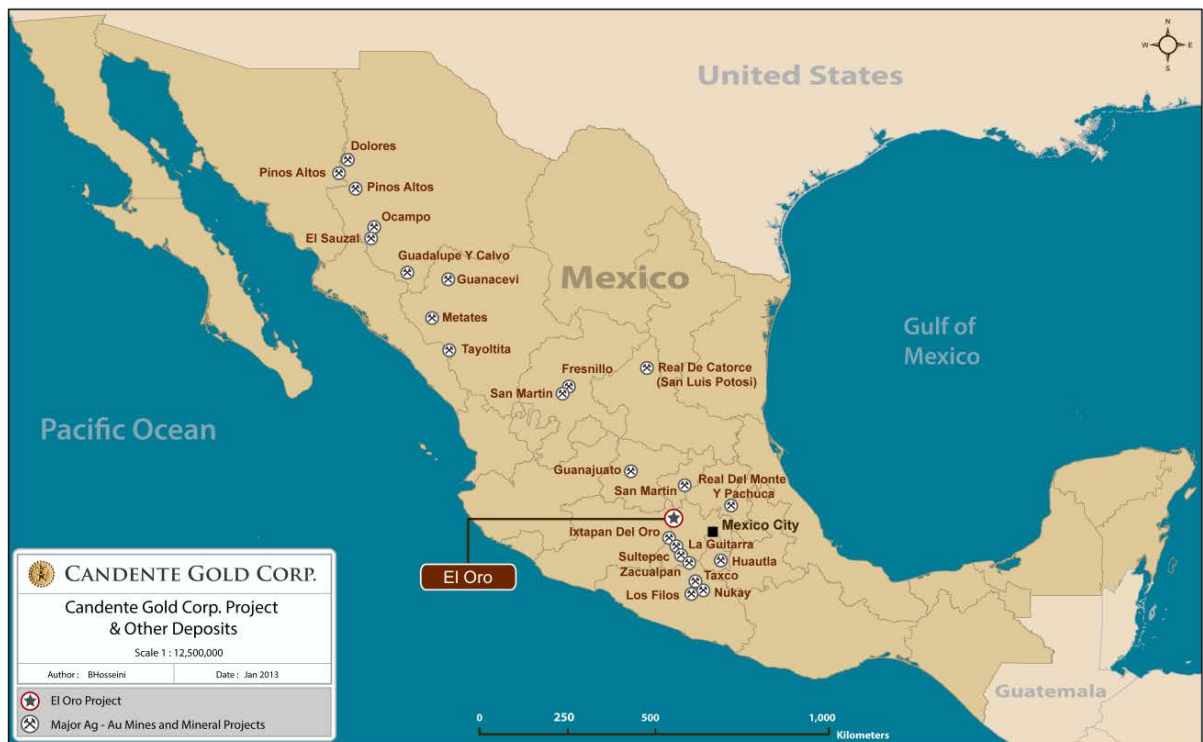 N
W E
S
United States
Dolores
Pinos Altos
Pinos Altos
Ocampo
El Sauzal
Guadalupe Y Calvo
Guanacevi
Mexico
Metates
Tayoltita
Gulf of
Mexico
Fresnillo
Real De Catorce
(San Luis Potosi)
San Martin
Pacific Ocean
Guanajuato
San Martin
Real Del Monte
Y Pachuca
Mexico City
Ixtapan Del Oro
La Guitarra
Sultepec
Huautla
Zacualpan
Taxco
Nukay
Los Filos
El Oro
Guatemala
CANDENTE GOLD CORP.
Candente Gold Corp. Project
& Other Deposits
Scale 1 : 12,500,000
Author : BHosseini Date : Jan 2013
El Oro Project
Major Ag - Au Mines and Mineral Projects
0 250 500 1,000
Kilometers